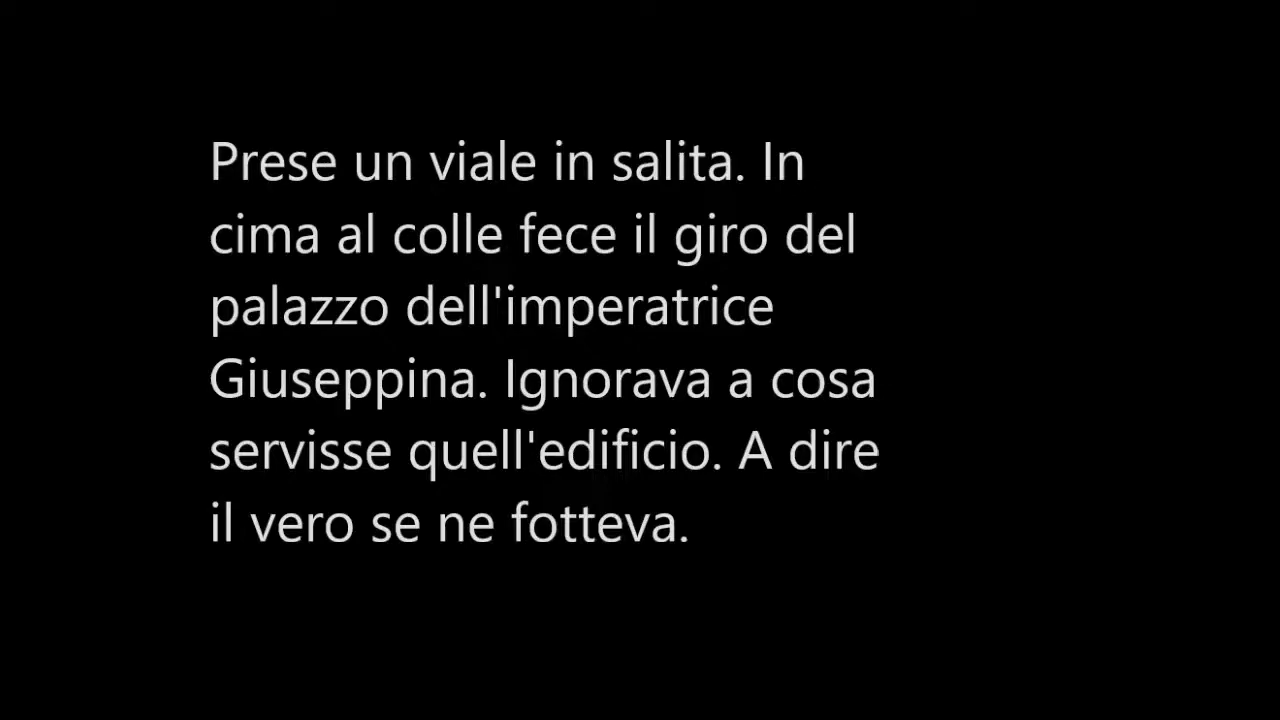 Prese un viale in salita. In
cima al colle fece il giro del
palazzo dell'imperatrice
Giuseppina. Ignorava a cosa
servisse quell'edificio. A dire
il vero se ne fotteva.